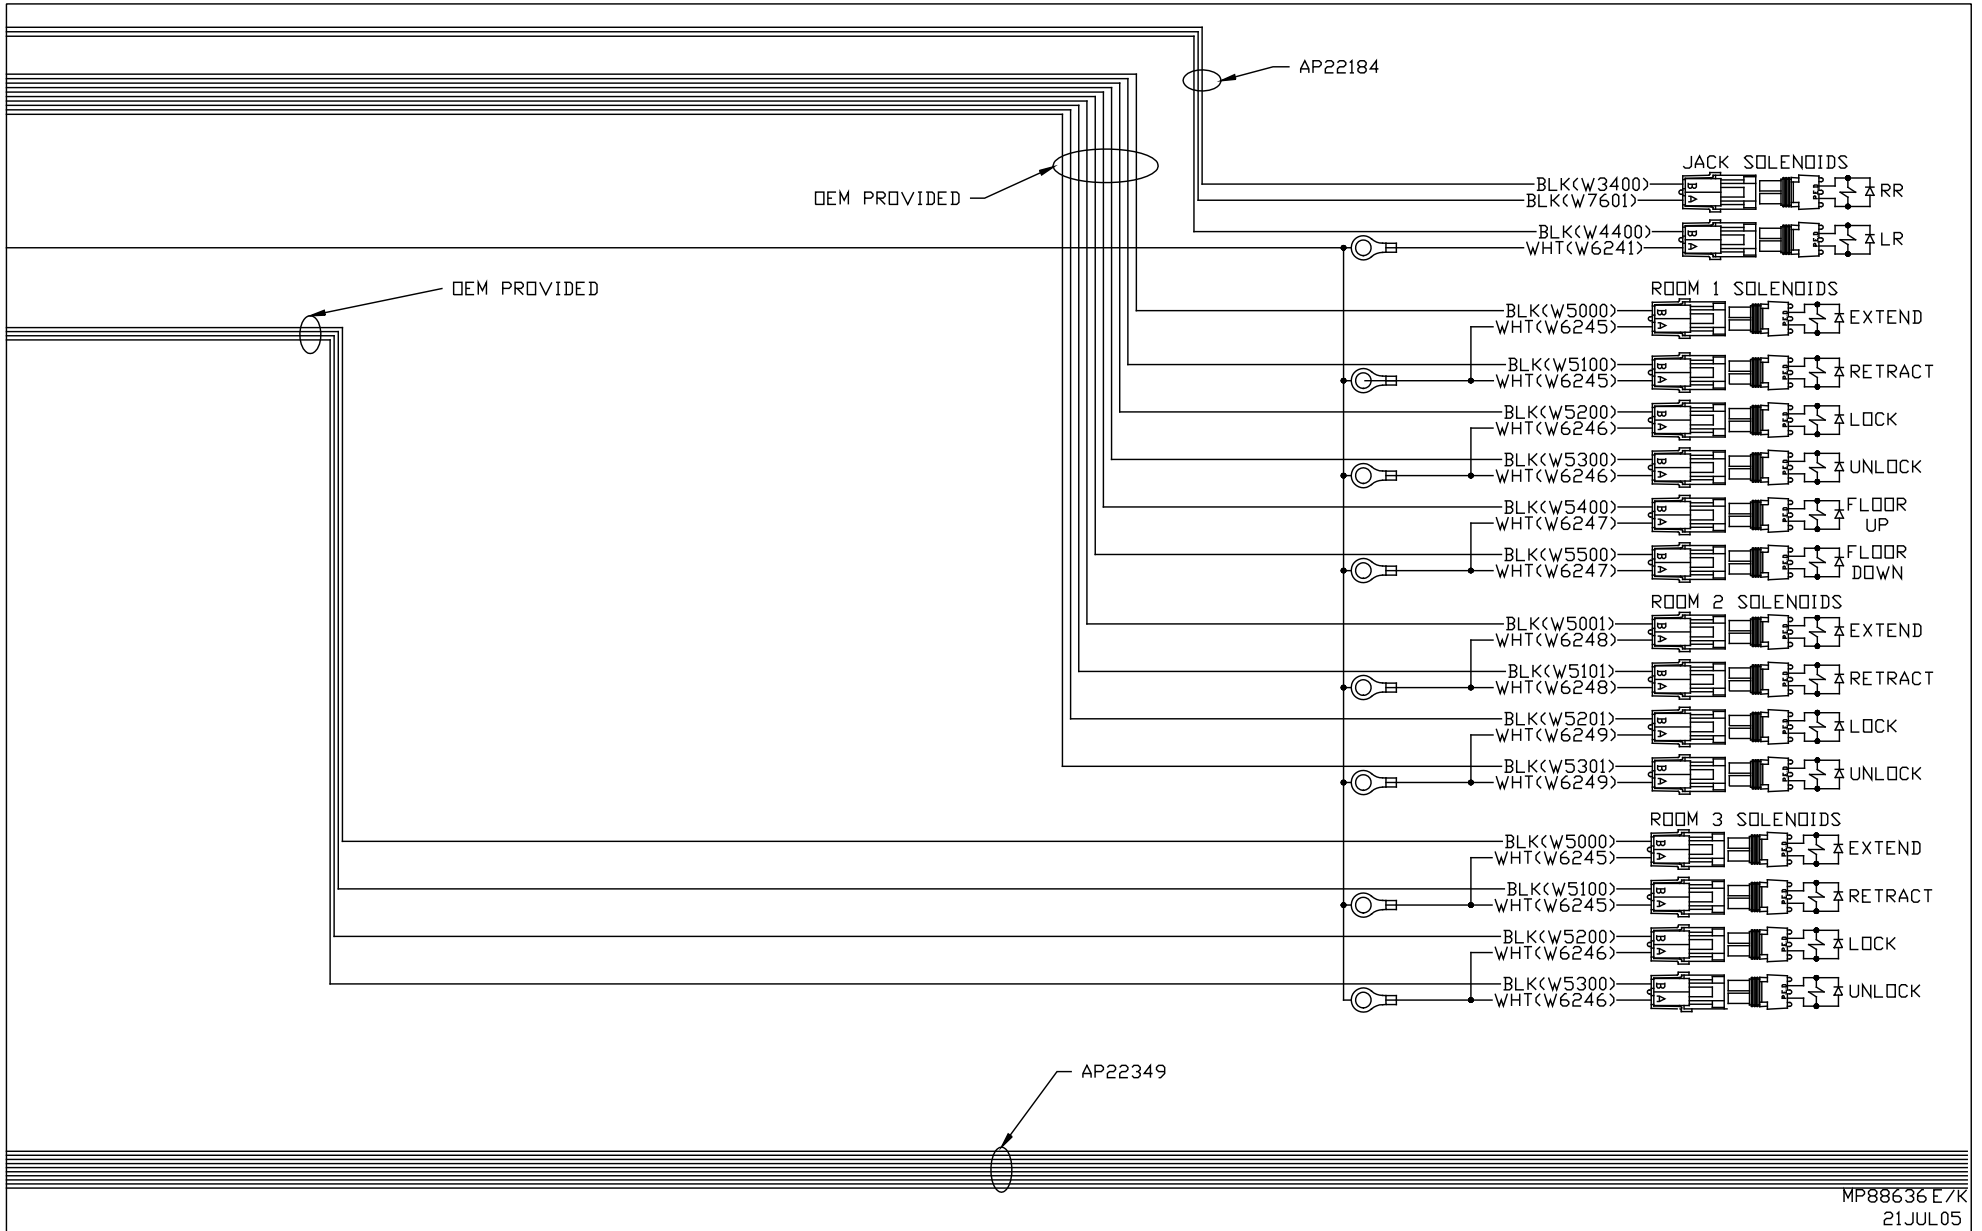 AP22184
OEM PROVIDED
OEM PROVIDED
JACK SOLENOIDS
BLK(W3400) B
BLK(W7601) A
RR
BLK(W4400) B
WHT(W6241) A
LR
ROOM 1 SOLENOIDS
BLK(W5000) B
WHT(W6245) A
EXTEND
BLK(W5100) B
WHT(W6245) A
RETRACT
BLK(W5200) B
WHT(W6246) A
LOCK
BLK(W5300) B
WHT(W6246) A
UNLOCK
BLK(W5400) B
WHT(W6247) A
FLOOR
UP
BLK(W5500) B
WHT(W6247) A
FLOOR
DOWN
ROOM 2 SOLENOIDS
BLK(W5001) B
WHT(W6248) A
EXTEND
BLK(W5101) B
WHT(W6248) A
RETRACT
BLK(W5201) B
WHT(W6249) A
LOCK
BLK(W5301) B
WHT(W6249) A
UNLOCK
ROOM 3 SOLENOIDS
BLK(W5000) B
WHT(W6245) A
EXTEND
BLK(W5100) B
WHT(W6245) A
RETRACT
BLK(W5200) B
WHT(W6246) A
LOCK
BLK(W5300) B
WHT(W6246) A
UNLOCK
AP22349
MP88636 E/K
21JUL05